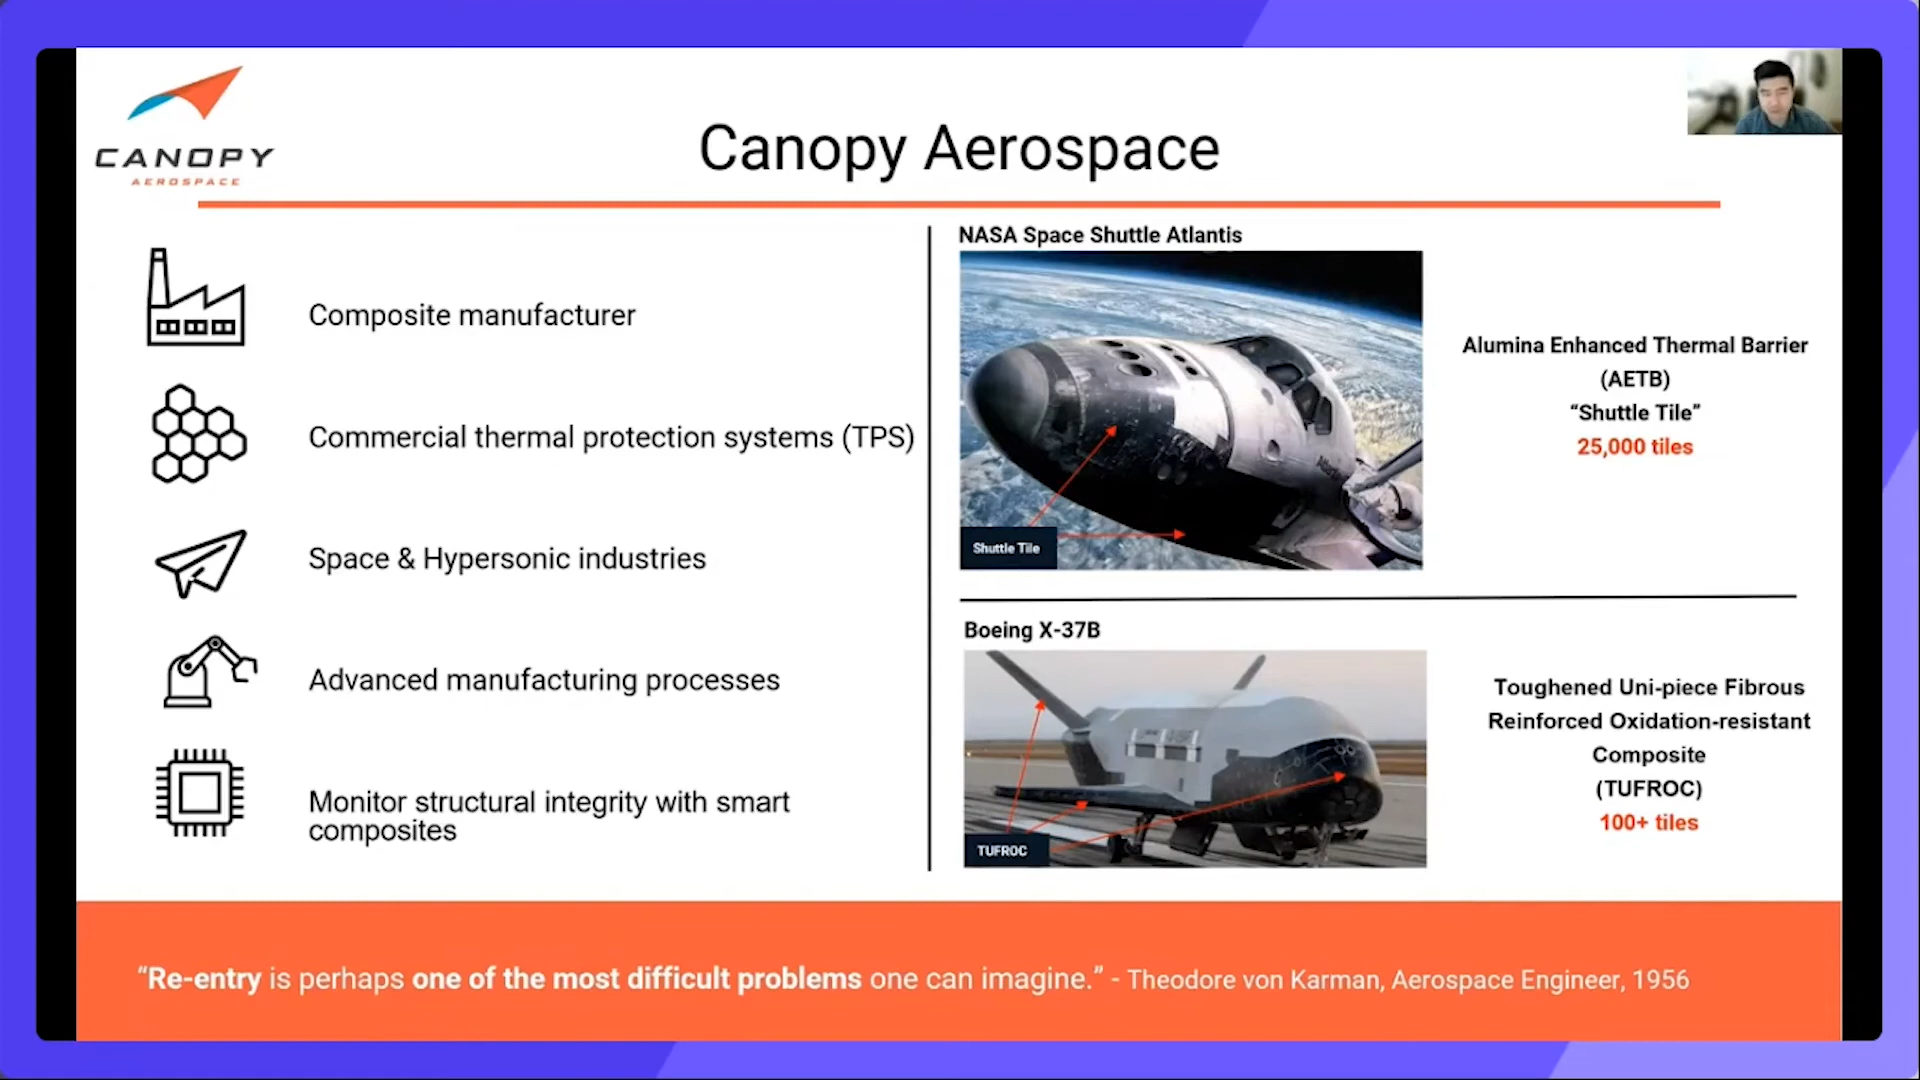 CANOPY
AEROSPACE
Canopy Aerospace
Composite manufacturer
Commercial thermal protection systems (TPS)
Space & Hypersonic industries
Advanced manufacturing processes
Monitor structural integrity with smart
composites
NASA Space Shuttle Atlantis
Shuttle Tile
Alumina Enhanced Thermal Barrier
(AETB)
“Shuttle Tile”
25,000 tiles
Boeing X-37B
TUFROC
Toughened Uni-piece Fibrous
Reinforced Oxidation-resistant
Composite
(TUFROC)
100+ tiles
“Re-entry is perhaps one of the most difficult problems one can imagine.” - Theodore von Karman, Aerospace Engineer, 1956